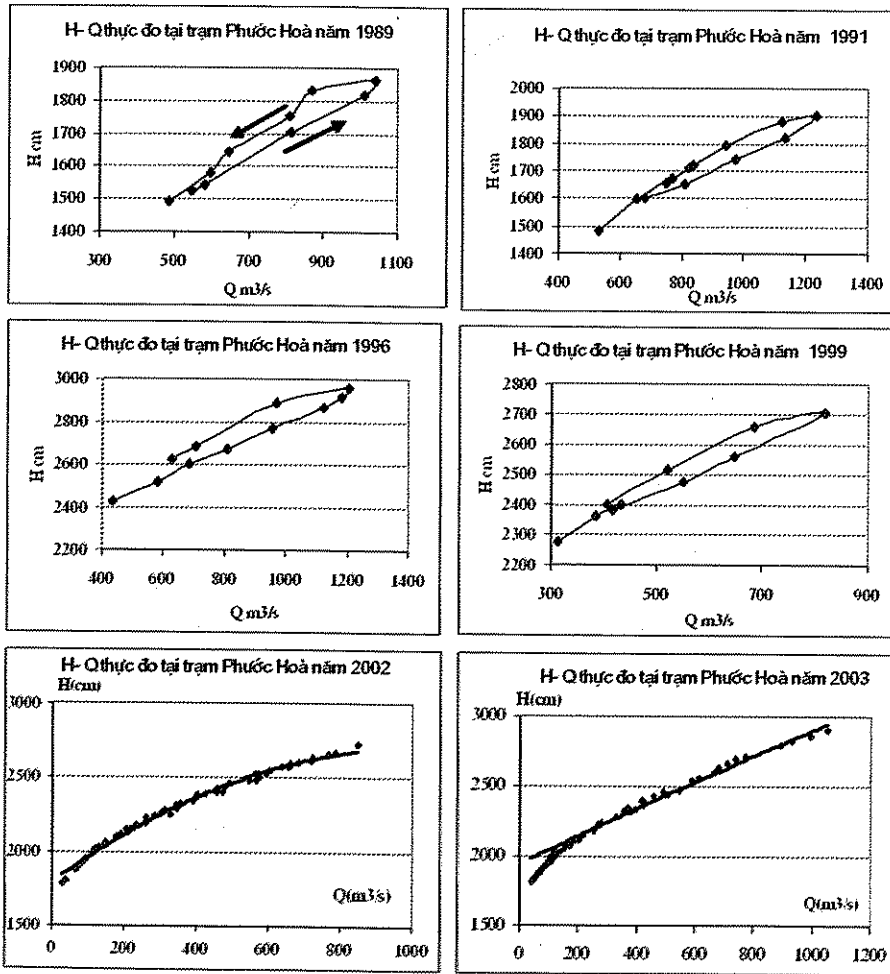 H- Q thực đo tại trạm Phước Hoà năm 1989
H cm
1900
1800
1700
1600
1500
1400
300 500 700 900 1100
Q m3/s
H- Q thực đo tại trạm Phước Hoà năm 1991
H cm
2000
1900
1800
1700
1600
1500
1400
400 600 800 1000 1200 1400
Q m3/s
H- Q thực đo tại trạm Phước Hoà năm 1996
H cm
3000
2800
2600
2400
2200
400 600 800 1000 1200 1400
Q m3/s
H- Q thực đo tại trạm Phước Hoà năm 1999
H cm
2800
2700
2600
2500
2400
2300
2200
300 500 700 900
Q m3/s
H- Q thực đo tại trạm Phước Hoà năm 2002
H(cm)
3000
2500
2000
1500
Q(m3/s)
0 200 400 600 800 1000
H- Q thực đo tại trạm Phước Hoà năm 2003
H(cm)
3000
2500
2000
1500
Q(m3/s)
0 200 400 600 800 1000 1200